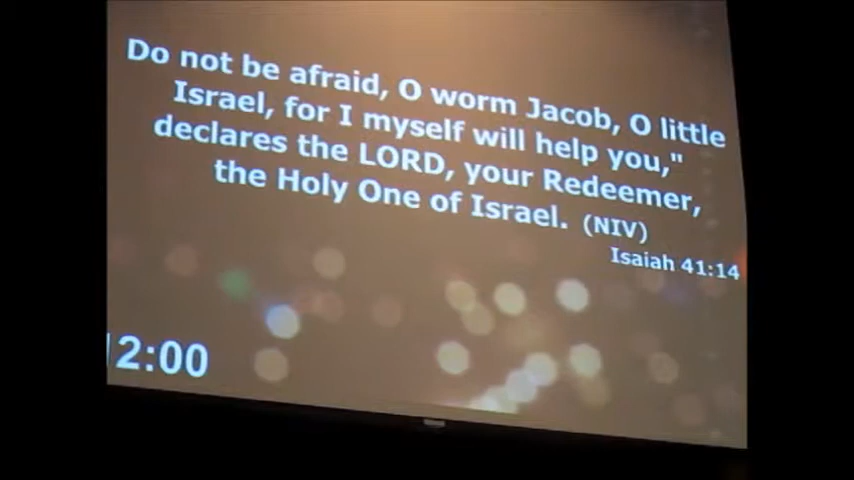 Do not be afraid, O worm Jacob, O little
Israel, for I myself will help you,"
declares the LORD, your Redeemer,
the Holy One of Israel. (NIV)
Isaiah 41:14
12:00